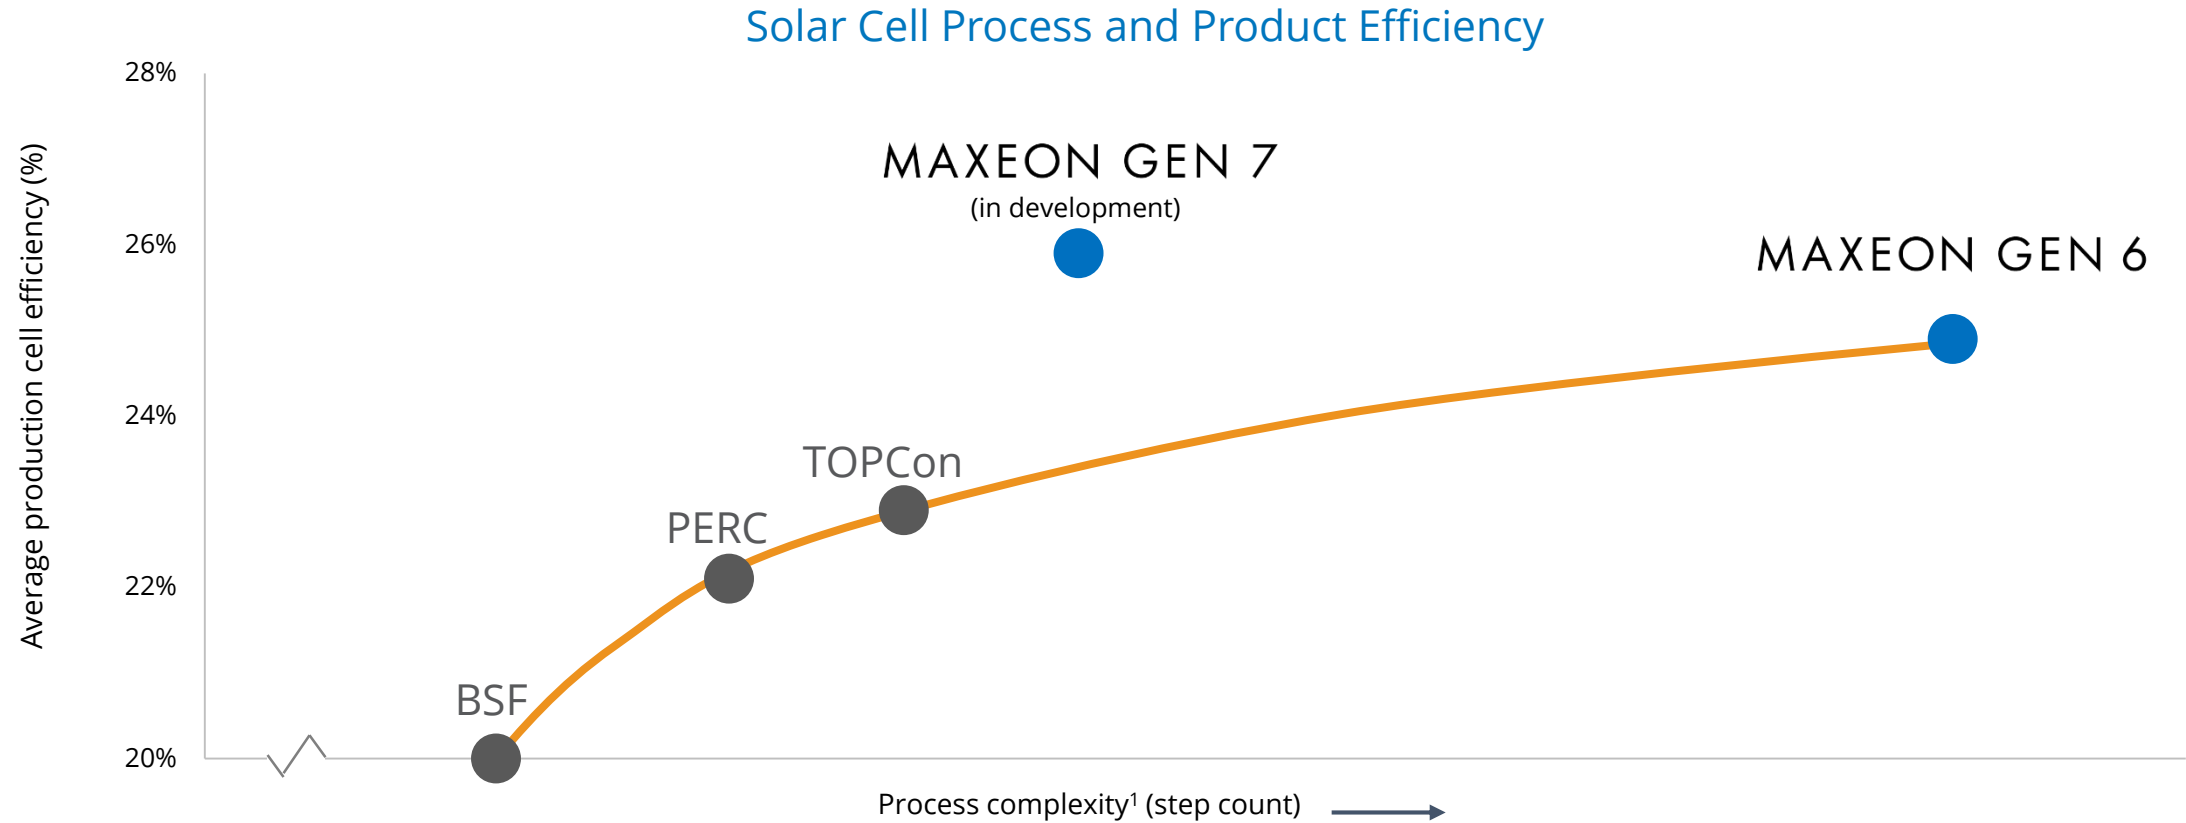 Solar Cell Process and Product Efficiency
28%
26%
24%
22%
20%
Average production cell efficiency (%)
MAXEON GEN 7
(in development)
MAXEON GEN 6
TOPCon
PERC
BSF
Process complexity¹ (step count)